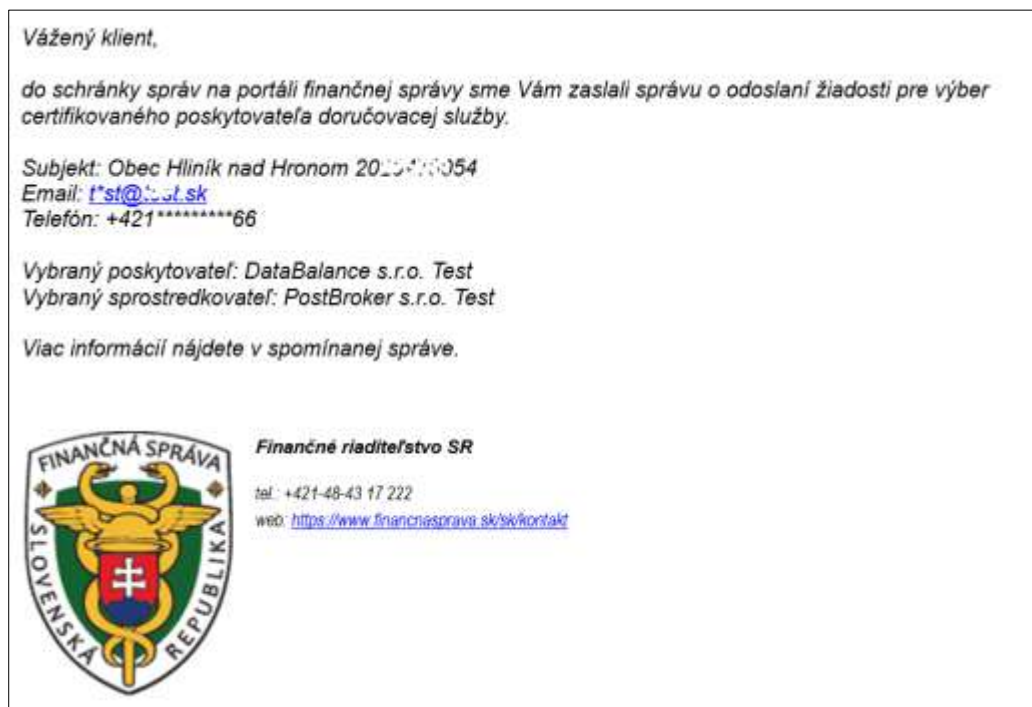 Vážený klient,
do schránky správ na portáli finančnej správy sme Vám zaslali správu o odoslaní žiadosti pre výber
certifikovaného poskytovateľa doručovacej služby.
Subjekt: Obec Hliník nad Hronom
Email:
Telefón: +421*********66
Vybraný poskytovateľ: DataBalance s.r.o. Test
Vybraný sprostredkovateľ: PostBroker s.r.o. Test
Viac informácií nájdete v spomínanej správe.
FINANČNÁ SPRÁVA
SLOVENSKÁ REPUBLIKA
Finančné riaditeľstvo SR
tel.: +421-48-43 17 222
web: https://www.financnasprava.sk/sk/kontakt